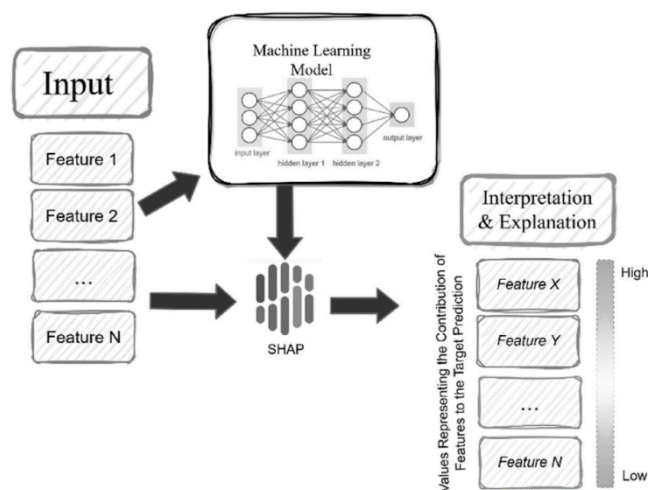 Input
Feature 1
Feature 2
...
Feature N
Machine Learning
Model
input layer
hidden layer 1
hidden layer 2
output layer
SHAP
Values Representing the Contribution of
Features to the Target Prediction
Interpretation
& Explanation
Feature X
Feature Y
...
Feature N
High
Low